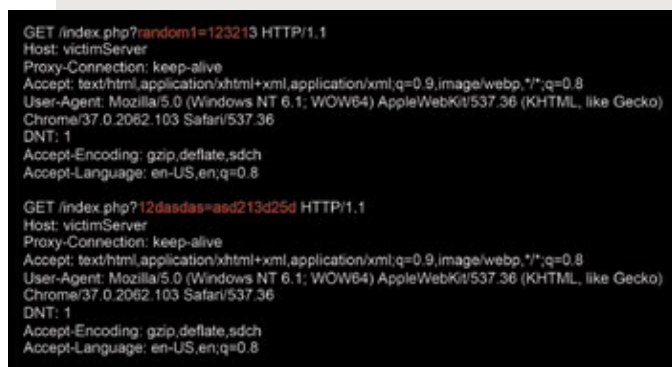 GET /index.php?random1=123213 HTTP/1.1
Host: victimServer
Proxy-Connection: keep-alive
Accept: text/html,application/xhtml+xml,application/xml;q=0.9,image/webp,*/*;q=0.8
User-Agent: Mozilla/5.0 (Windows NT 6.1; WOW64) AppleWebKit/537.36 (KHTML, like Gecko)
Chrome/37.0.2062.103 Safari/537.36
DNT: 1
Accept-Encoding: gzip,deflate,sdch
Accept-Language: en-US,en;q=0.8
GET /index.php?12dasdas=asd213d25d HTTP/1.1
Host: victimServer
Proxy-Connection: keep-alive
Accept: text/html,application/xhtml+xml,application/xml;q=0.9,image/webp,*/*;q=0.8
User-Agent: Mozilla/5.0 (Windows NT 6.1; WOW64) AppleWebKit/537.36 (KHTML, like Gecko)
Chrome/37.0.2062.103 Safari/537.36
DNT: 1
Accept-Encoding: gzip,deflate,sdch
Accept-Language: en-US,en;q=0.8